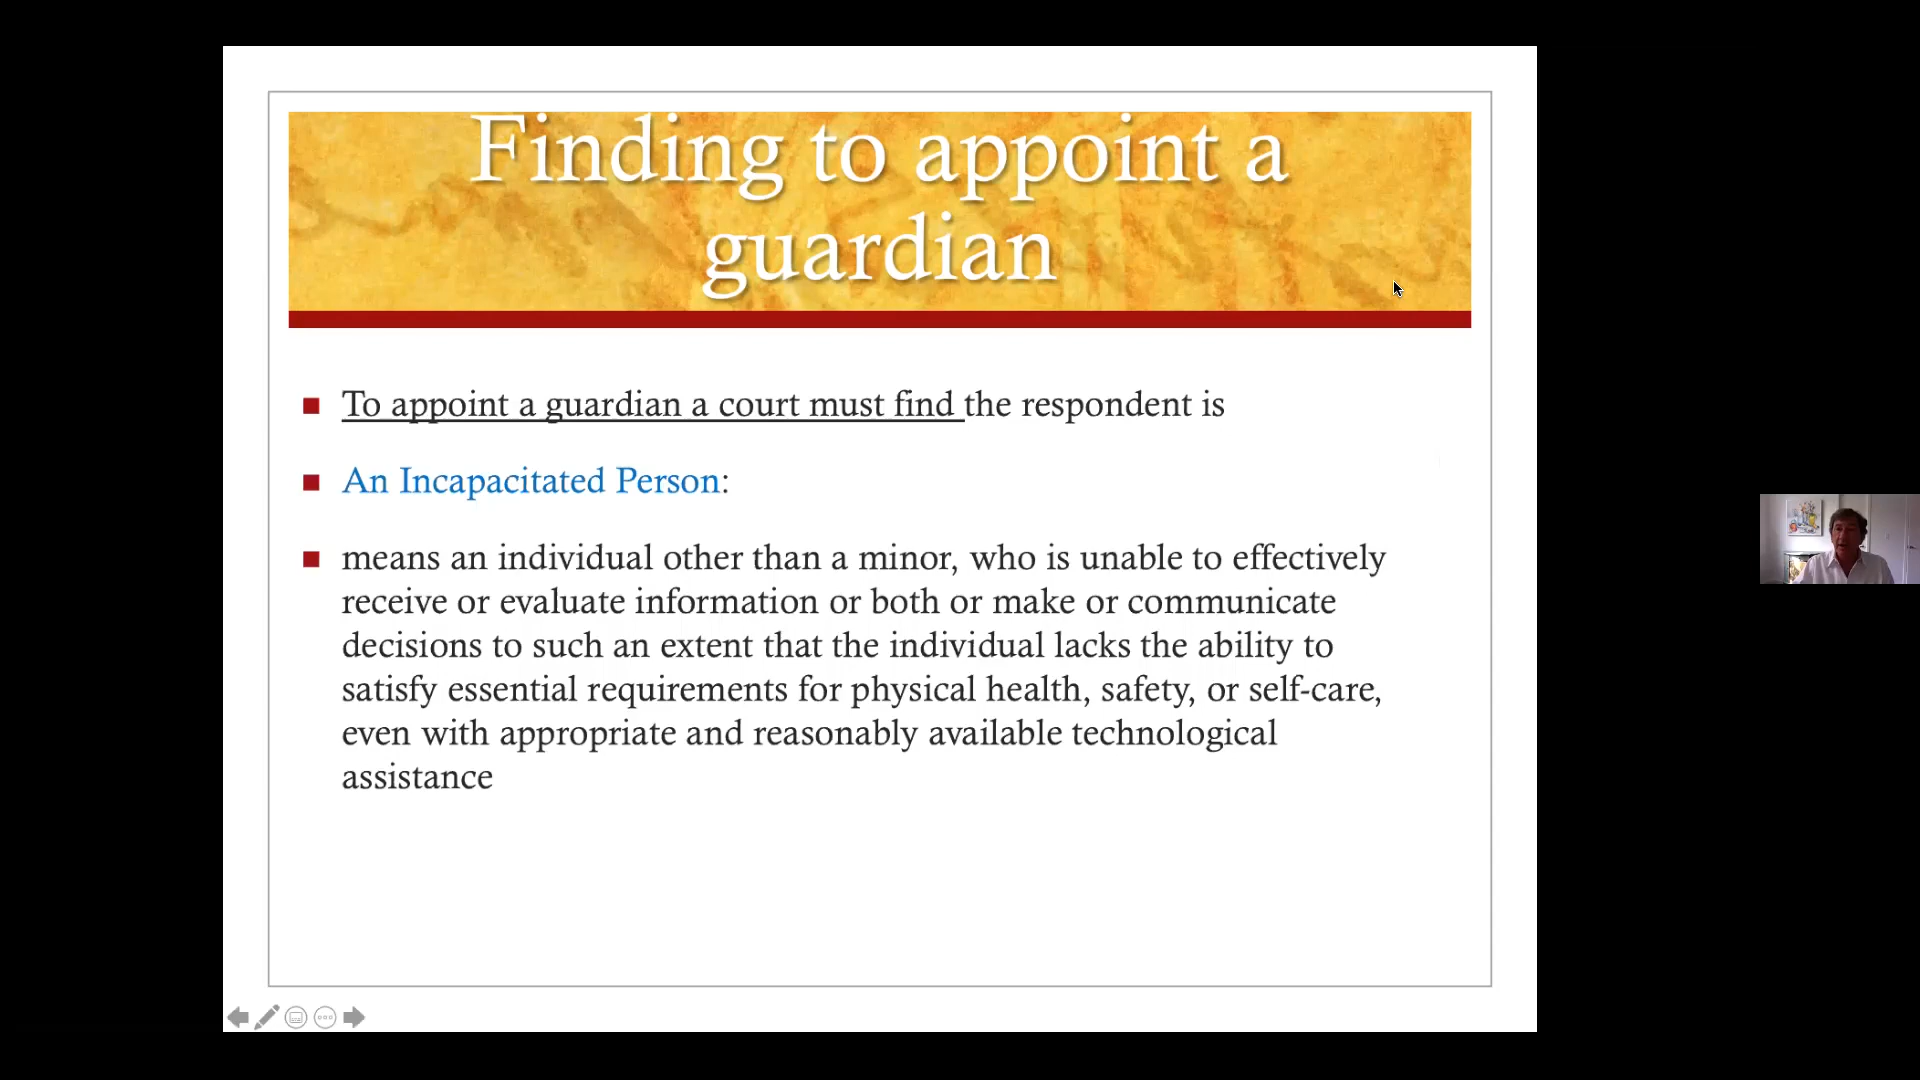 Finding to appoint a
guardian
To appoint a guardian a court must find the respondent is
An Incapacitated Person:
means an individual other than a minor, who is unable to effectively
receive or evaluate information or both or make or communicate
decisions to such an extent that the individual lacks the ability to
satisfy essential requirements for physical health, safety, or self-care,
even with appropriate and reasonably available technological
assistance